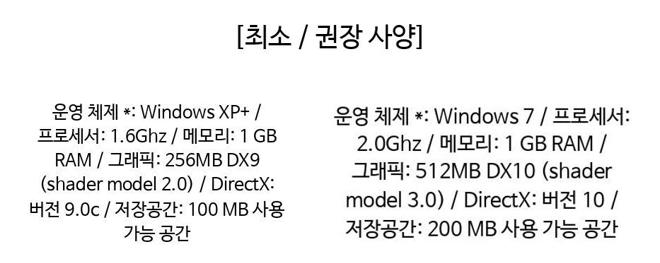 [최소 / 권장 사양]
운영 체제 *: Windows XP+ /
프로세서: 1.6Ghz / 메모리: 1 GB
RAM / 그래픽: 256MB DX9
(shader model 2.0) / DirectX:
버전 9.0c / 저장공간: 100 MB 사용
가능 공간
운영 체제 *: Windows 7 / 프로세서:
2.0Ghz / 메모리: 1 GB RAM /
그래픽: 512MB DX10 (shader
model 3.0) / DirectX: 버전 10 /
저장공간: 200 MB 사용 가능 공간